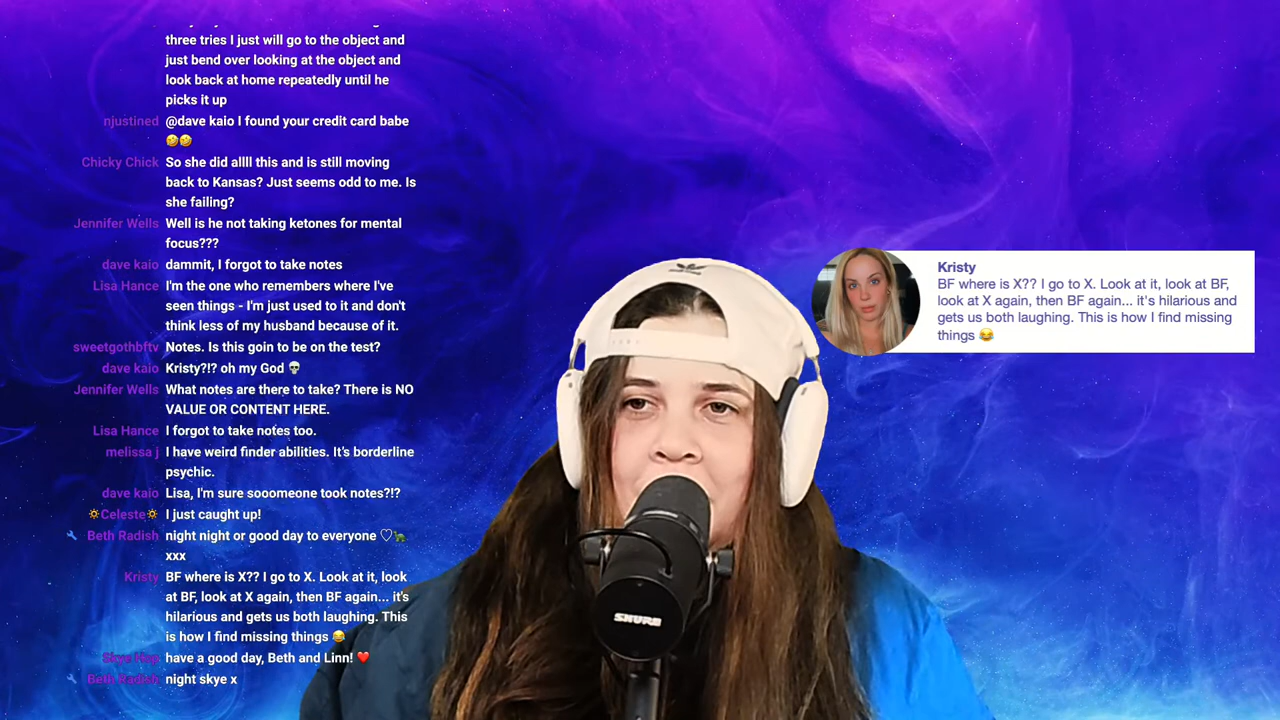 three tries I just will go to the object and
just bend over looking at the object and
look back at home repeatedly until he
picks it up
njustined @dave kaio I found your credit card babe
🤣🤣
Chicky Chick So she did allll this and is still moving
back to Kansas? Just seems odd to me. Is
she failing?
Jennifer Wells Well is he not taking ketones for mental
focus???
dave kaio dammit, I forgot to take notes
Lisa Hance I'm the one who remembers where I've
seen things - I'm just used to it and don't
think less of my husband because of it.
sweetgothbftv Notes. Is this goin to be on the test?
dave kaio Kristy?!? oh my God 💀
Jennifer Wells What notes are there to take? There is NO
VALUE OR CONTENT HERE.
Lisa Hance I forgot to take notes too.
melissa j I have weird finder abilities. It's borderline
psychic.
dave kaio Lisa, I'm sure sooomeone took notes?!?
🔅Celeste🔅 I just caught up!
Beth Radish night night or good day to everyone ♡🦕
xxx
Kristy BF where is X?? I go to X. Look at it, look
at BF, look at X again, then BF again... it's
hilarious and gets us both laughing. This
is how I find missing things 😂
Skye Hop have a good day, Beth and Linn! ❤️
Beth Radish night skye x
Kristy
BF where is X?? I go to X. Look at it, look at BF,
look at X again, then BF again... it's hilarious and
gets us both laughing. This is how I find missing
things 😂
SHURE